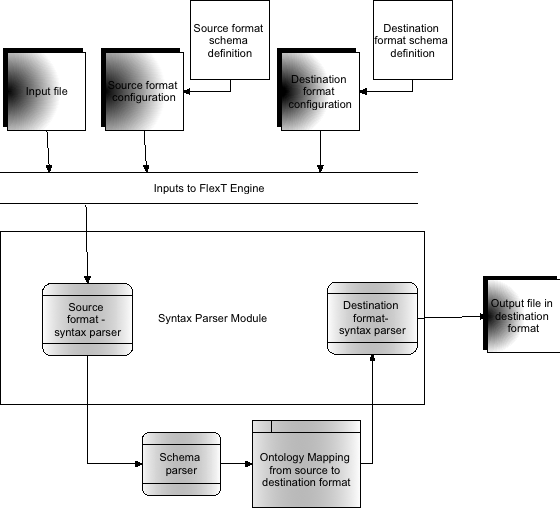 Source format
schema
definition
Destination
format schema
definition
Input file
Source format
configuration
Destination
format
configuration
Inputs to FlexT Engine
Source
format -
syntax parser
Syntax Parser Module
Destination
format-
syntax parser
Output file in
destination
format
Schema
parser
Ontology Mapping
from source to
destination format